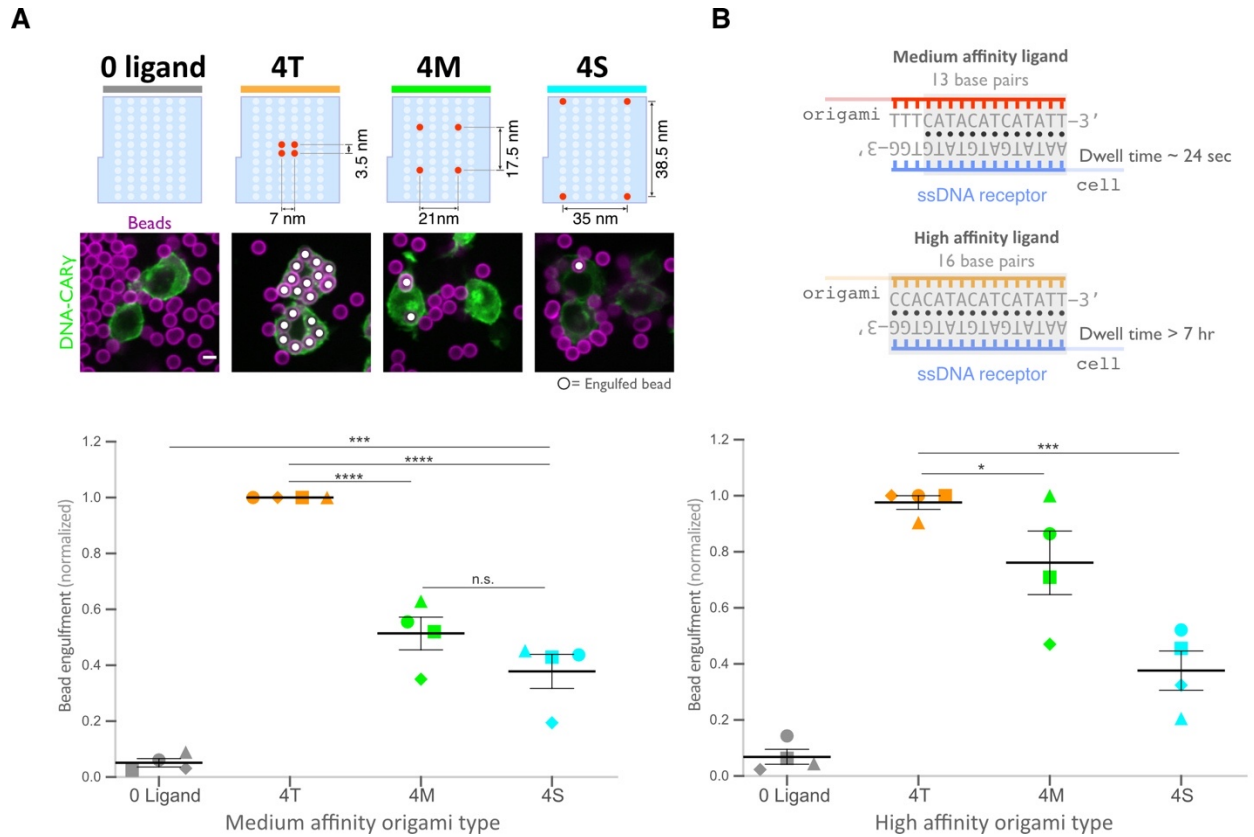 A
0 ligand
4T
4M
4S
3.5 nm
17.5 nm
38.5 nm
7 nm
21nm
35 nm
DNA-CARγ
Beads
= Engulfed bead
Bead engulfment (normalized)
1.2
1.0
0.8
0.6
0.4
0.2
0.0
***
****
****
n.s.
0 Ligand
4T
4M
4S
Medium affinity origami type
B
Medium affinity ligand
13 base pairs
origami
TTTCATACATCATATT-3’
3’-GGTGTATGTAGTATAA
Dwell time ~ 24 sec
ssDNA receptor
cell
High affinity ligand
16 base pairs
origami
CCACATACATCATATT-3’
3’-GGTGTATGTAGTATAA
Dwell time > 7 hr
ssDNA receptor
cell
Bead engulfment (normalized)
1.2
1.0
0.8
0.6
0.4
0.2
0.0
***
*
0 Ligand
4T
4M
4S
High affinity origami type